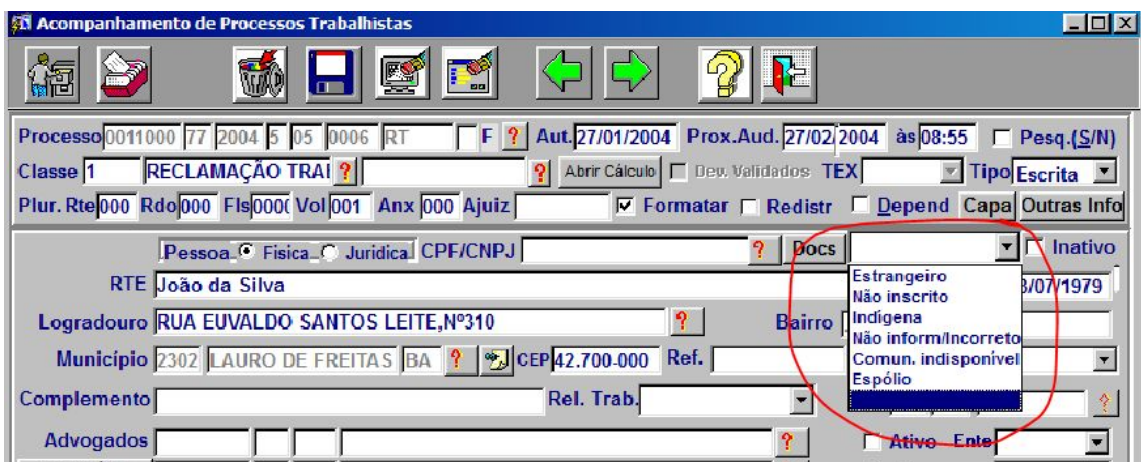 Acompanhamento de Processos Trabalhistas
Processo 0011000 77 2004 5 05 0006 RT F ? Aut. 27/01/2004 Prox.Aud. 27/02/2004 às 08:55 Pesq.(S/N)
Classe 1 RECLAMAÇÃO TRAI ? ? Abrir Cálculo Dew. Validados TEX Tipo Escrita
Plur. Rte 000 Rdo 000 Fls 0000 Vol 001 Anx 000 Ajuiz Formatar Redistr Depend Capa Outras Info
Pessoa Fisica Juridica CPF/CNPJ ? Docs Inativo
RTE João da Silva 3/07/1979
Logradouro RUA EUVALDO SANTOS LEITE,Nº310 ? Bairro
Município 2302 LAURO DE FREITAS BA ? CEP 42.700-000 Ref.
Complemento Rel. Trab. ?
Advogados ? Ativo Ente
Estrangeiro
Não inscrito
Indígena
Não inform/Incorreto
Comun. indisponível
Espólio